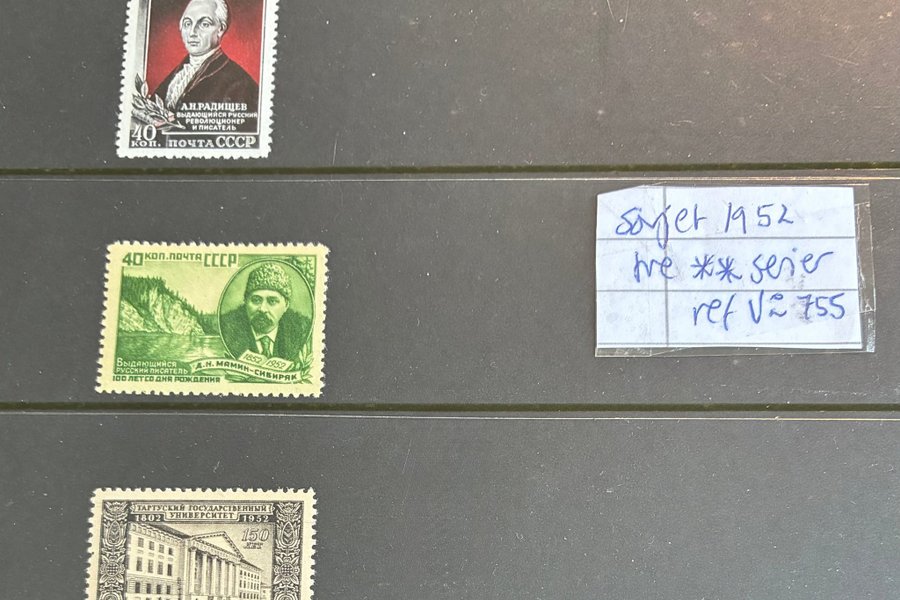 А.Н.РАДИЩЕВ
ВЫДАЮЩИЙСЯ РУССКИЙ
РЕВОЛЮЦИОНЕР
И ПИСАТЕЛЬ
40
КОП. ПОЧТА СССР
40 КОП. ПОЧТА СССР
1852 1952
Д.Н. МАМИН-СИБИРЯК
ВЫДАЮЩИЙСЯ
РУССКИЙ ПИСАТЕЛЬ
100 ЛЕТ СО ДНЯ РОЖДЕНИЯ
ТАРТУСКИЙ ГОСУДАРСТВЕННЫЙ
1802 УНИВЕРСИТЕТ 1952
150
ЛЕТ
sovjet 1952
** serier
ref 755